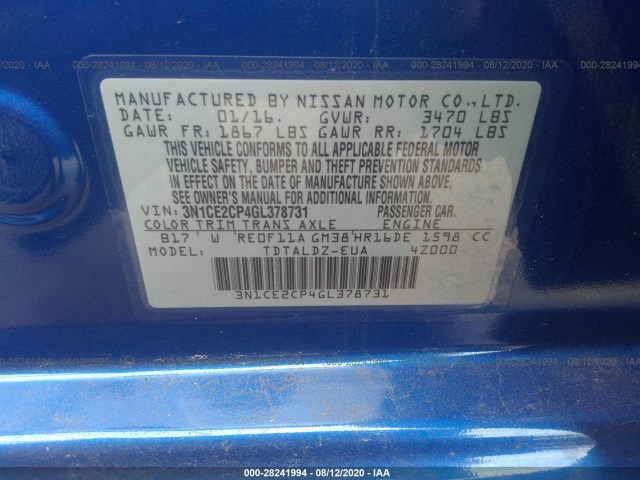 000-28241994 - 08/12/2020 - IAA
MANUFACTURED BY NISSAN MOTOR CO.,LTD.
DATE: 01/16. GVWR: 3470 LBS
GAWR FR: 1867 LBS GAWR RR: 1704 LBS
THIS VEHICLE CONFORMS TO ALL APPLICABLE FEDERAL MOTOR
VEHICLE SAFETY, BUMPER AND THEFT PREVENTION STANDARDS
IN EFFECT ON THE DATE OF MANUFACTURE SHOWN ABOVE.
SEE OWNER'S MANUAL FOR ADDITIONAL INFORMATION.
VIN: 3N1CE2CP4GL378731 PASSENGER CAR.
COLOR TRIM TRANS AXLE ENGINE
B17' W 'RE0F11A GM38'HR16DE 1598 CC
MODEL: TDTALDZ-EUA 4Z000
3N1CE2CP4GL378731
000-28241994 - 08/12/2020 - IAA